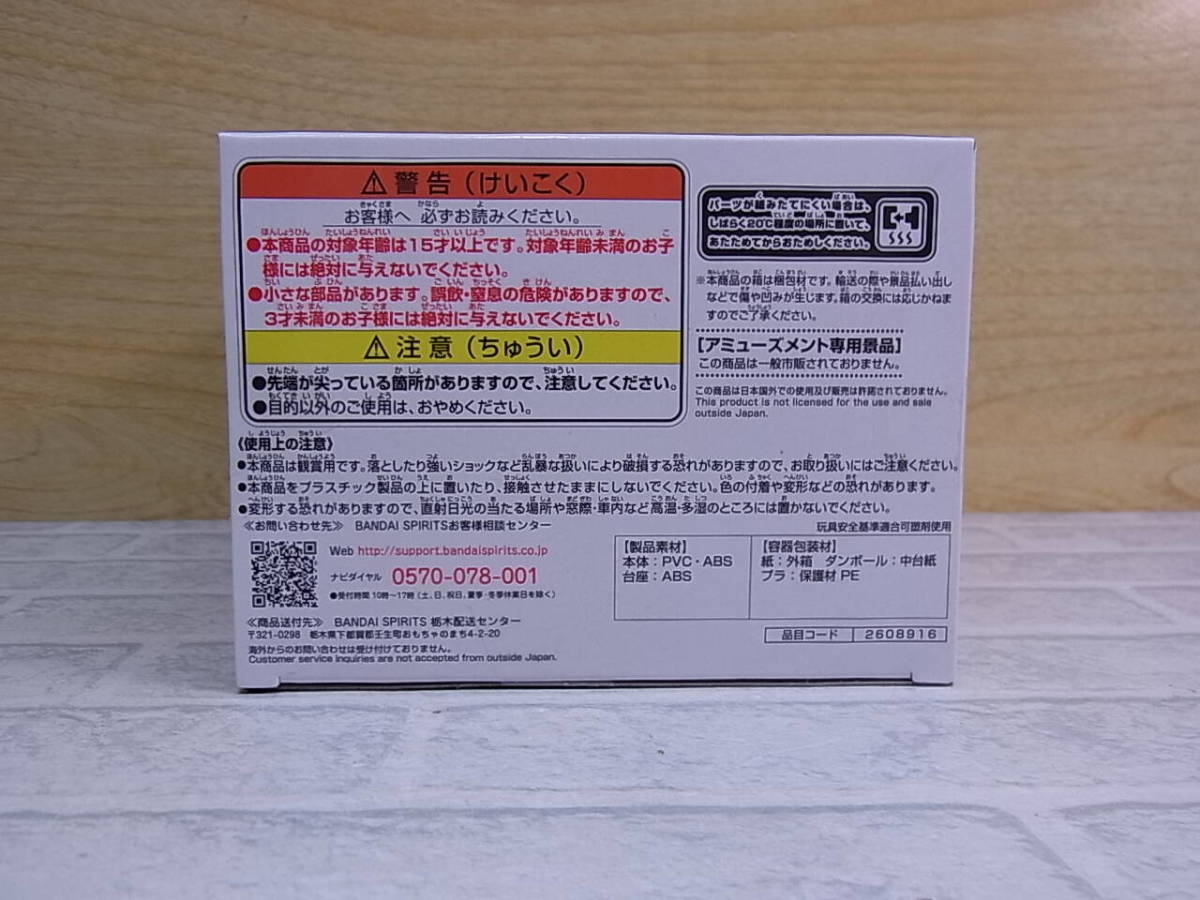 ⚠ 警告（けいこく）
お客様へ 必ずお読みください。
●本商品の対象年齢は15才以上です。対象年齢未満のお子
様には絶対に与えないでください。
●小さな部品があります。誤飲・窒息の危険がありますので、
3才未満のお子様には絶対に与えないでください。
⚠ 注意（ちゅうい）
●先端が尖っている箇所がありますので、注意してください。
●目的以外のご使用は、おやめください。
パーツが組みたてにくい場合は、
しばらく20℃程度の場所に置いて、
あたためてからおためしください。
※本商品の箱は梱包材です。輸送の際や景品払い出し
などで傷や凹みが生じます。箱の交換には応じかねま
すのでご了承ください。
【アミューズメント専用景品】
この商品は一般市販されておりません。
この商品は日本国外での使用及び販売は許諾されておりません。
This product is not licensed for the use and sale
outside Japan.
《使用上の注意》
●本商品は観賞用です。落としたり強いショックなど乱暴な扱いにより破損する恐れがありますので、お取り扱いにはご注意ください。
●本商品をプラスチック製品の上に置いたり、接触させたままにしないでください。色の付着や変形などの恐れがあります。
●変形する恐れがありますので、直射日光の当たる場所や窓際・車内など高温・多湿のところには置かないでください。
≪お問い合わせ先≫ BANDAI SPIRITSお客様相談センター
玩具安全基準適合可塑剤使用
Web http://support.bandaispirits.co.jp
ナビダイヤル 0570-078-001
●受付時間 10時〜17時（土、日、祝日、夏季・冬季休業日を除く）
≪商品送付先≫ BANDAI SPIRITS 栃木配送センター
〒321-0298 栃木県下都賀郡壬生町おもちゃのまち4-2-20
海外からのお問い合わせは受け付けておりません。
Customer service inquiries are not accepted from outside Japan.
【製品素材】
本体：PVC・ABS
台座：ABS
【容器包装材】
紙：外箱 ダンボール：中台紙
プラ：保護材 PE
品目コード 2608916